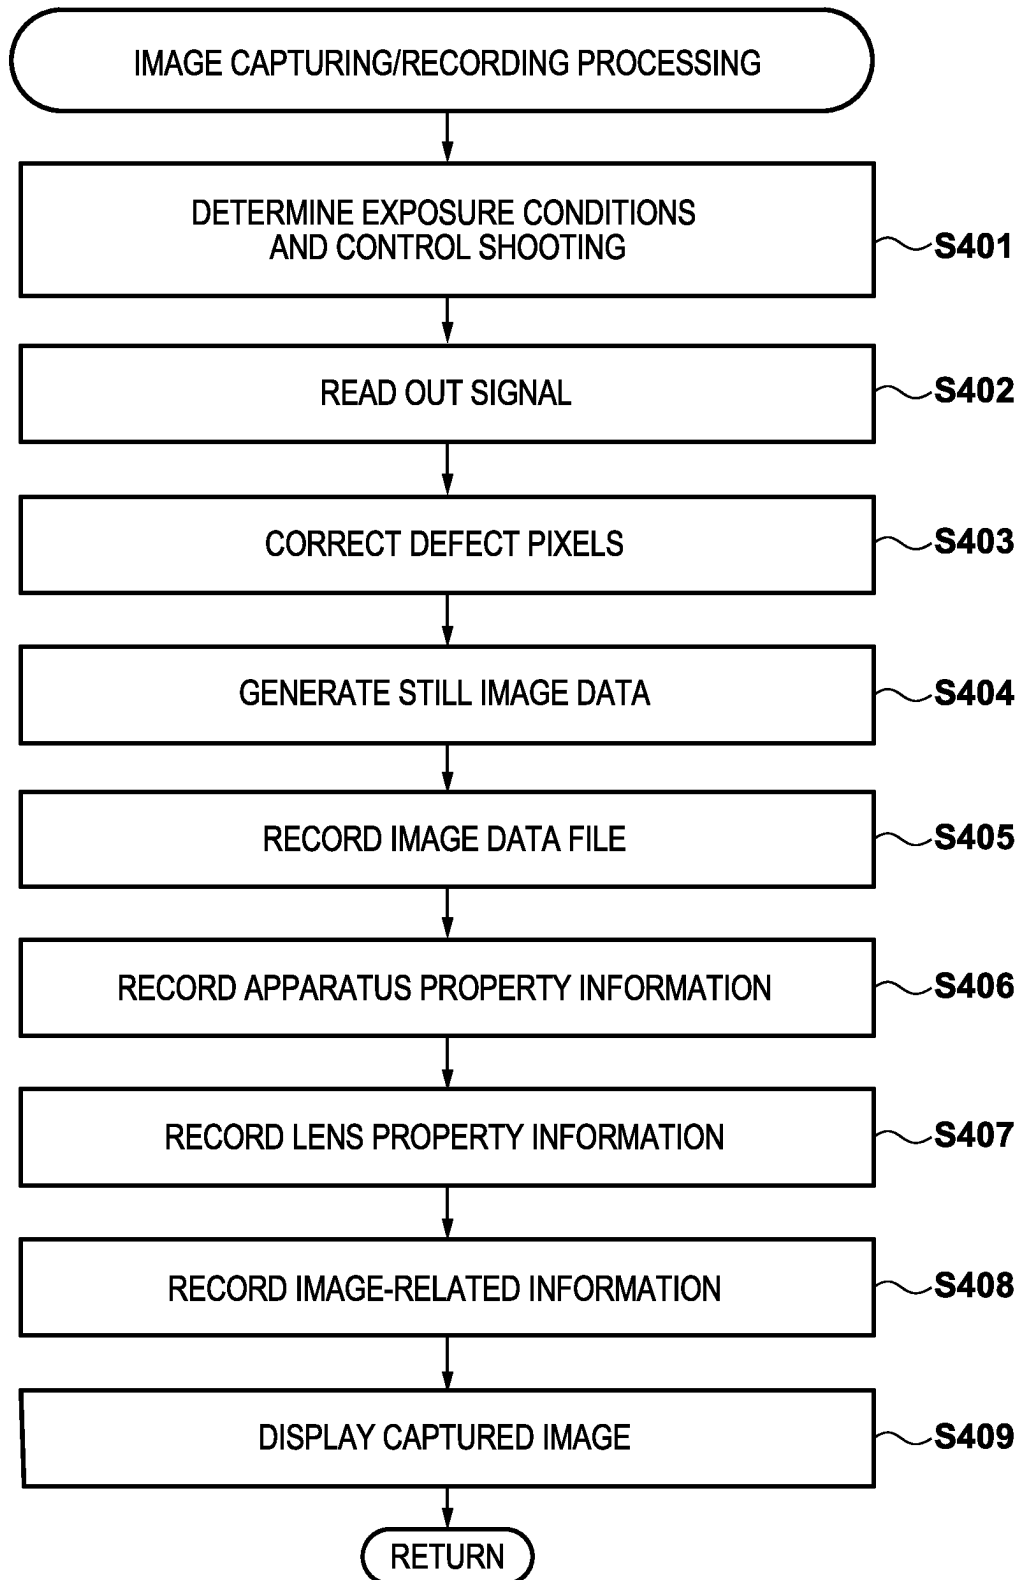 IMAGE CAPTURING/RECORDING PROCESSING
DETERMINE EXPOSURE CONDITIONS
AND CONTROL SHOOTING
S401
READ OUT SIGNAL
S402
CORRECT DEFECT PIXELS
S403
GENERATE STILL IMAGE DATA
S404
RECORD IMAGE DATA FILE
S405
RECORD APPARATUS PROPERTY INFORMATION
S406
RECORD LENS PROPERTY INFORMATION
S407
RECORD IMAGE-RELATED INFORMATION
S408
DISPLAY CAPTURED IMAGE
S409
RETURN